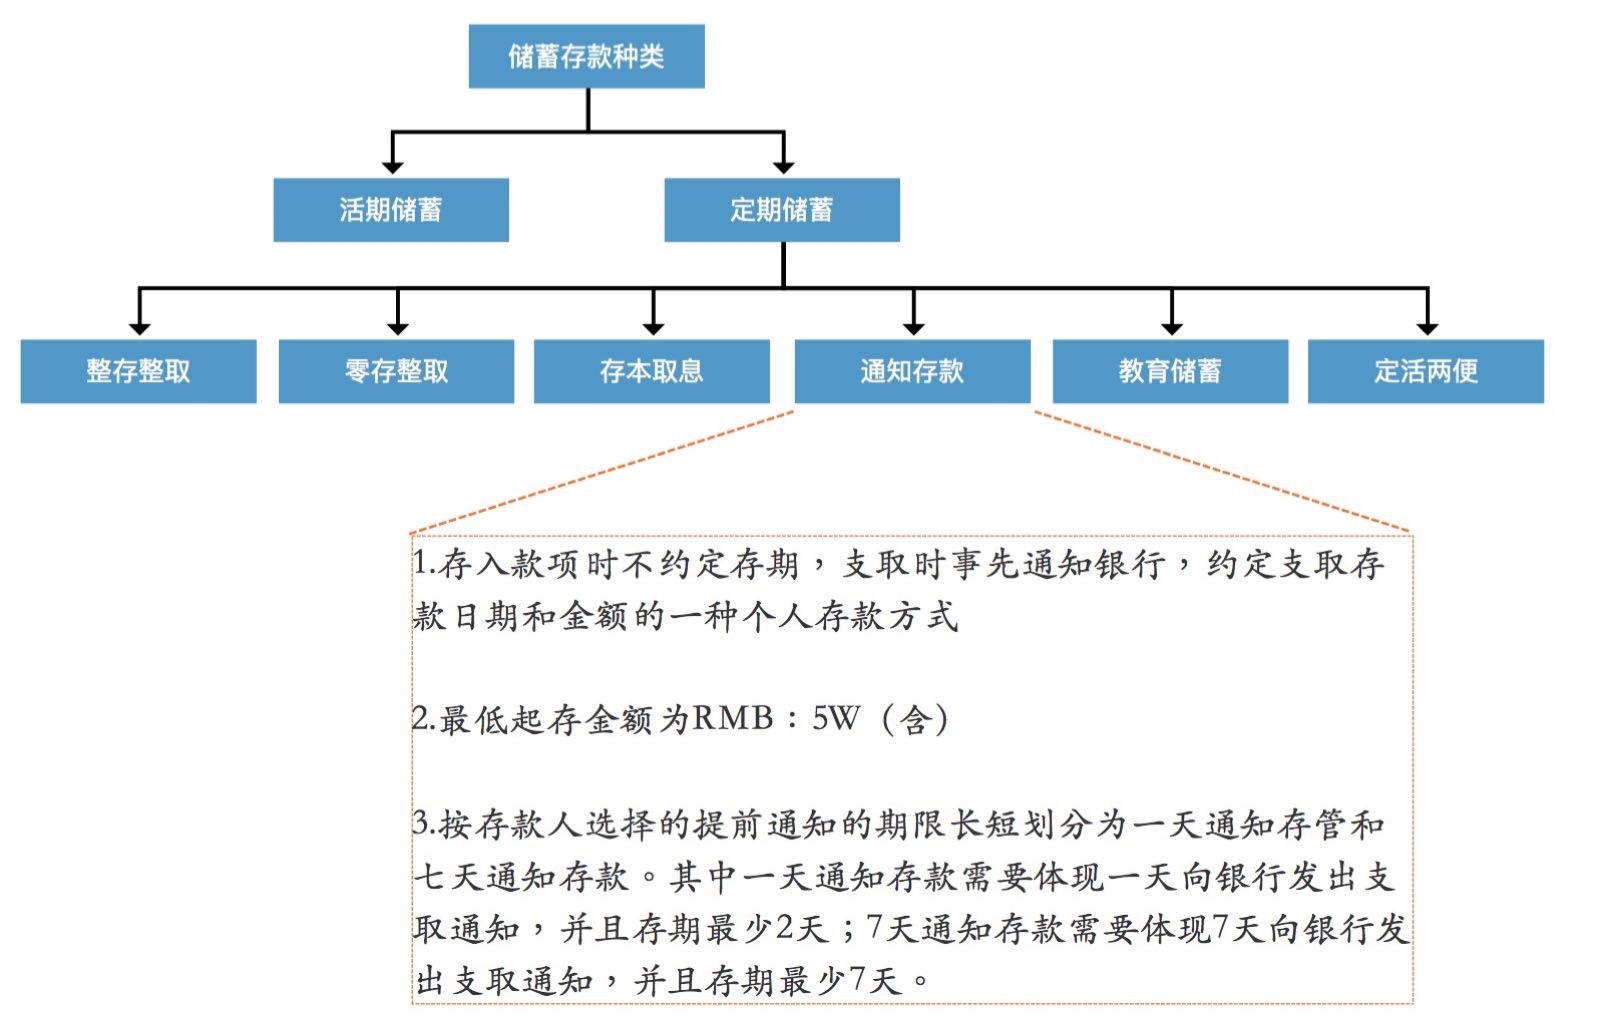 储蓄存款种类
活期储蓄
定期储蓄
整存整取
零存整取
存本取息
通知存款
教育储蓄
定活两便
1.存入款项时不约定存期，支取时事先通知银行，约定支取存
款日期和金额的一种个人存款方式
2.最低起存金额为RMB：5W（含）
3.按存款人选择的提前通知的期限长短划分为一天通知存管和
七天通知存款。其中一天通知存款需要体现一天向银行发出支
取通知，并且存期最少2天；7天通知存款需要体现7天向银行发
出支取通知，并且存期最少7天。